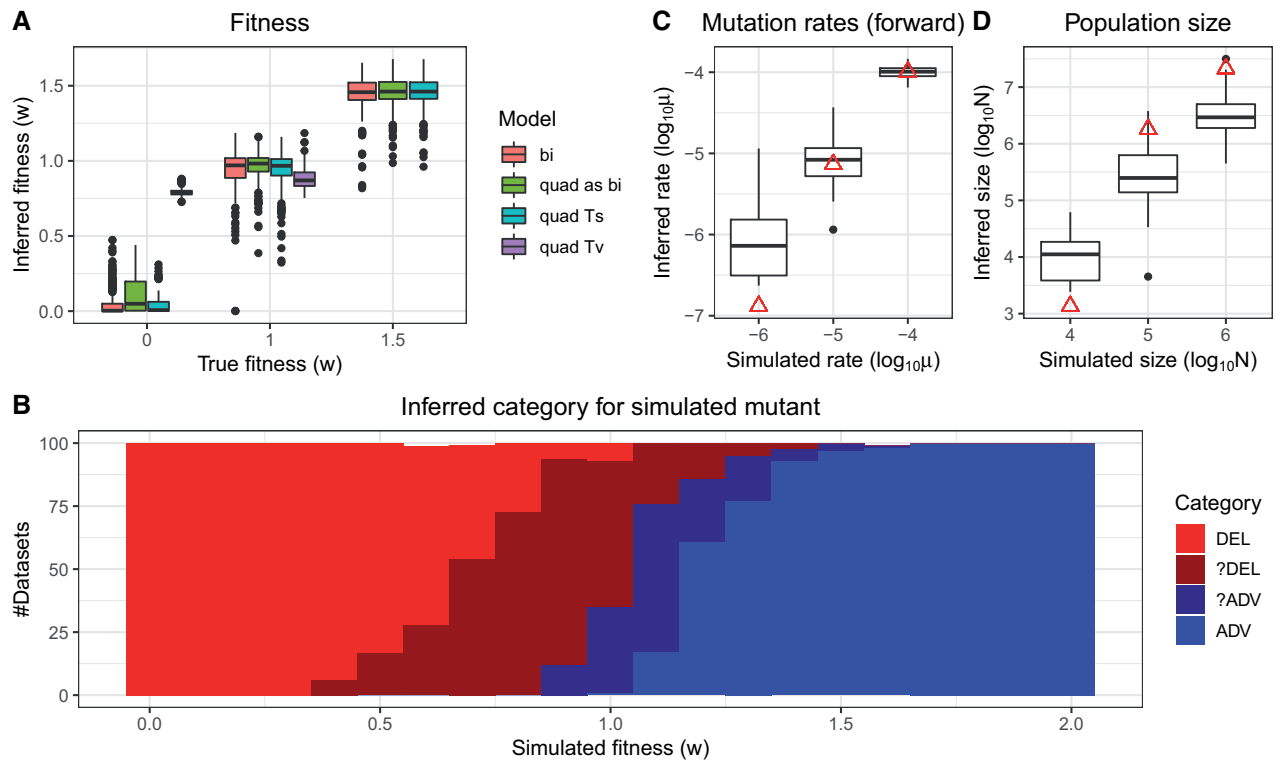 A
Fitness
Inferred fitness (w)
1.5
1.0
0.5
0.0
0
1
1.5
True fitness (w)
Model
bi
quad as bi
quad Ts
quad Tv
C
Mutation rates (forward)
Inferred rate (log₁₀μ)
−4
−5
−6
−7
−6
−5
−4
Simulated rate (log₁₀μ)
D
Population size
Inferred size (log₁₀N)
7
6
5
4
3
4
5
6
Simulated size (log₁₀N)
B
Inferred category for simulated mutant
#Datasets
100
75
50
25
0
0.0
0.5
1.0
1.5
2.0
Simulated fitness (w)
Category
DEL
?DEL
?ADV
ADV